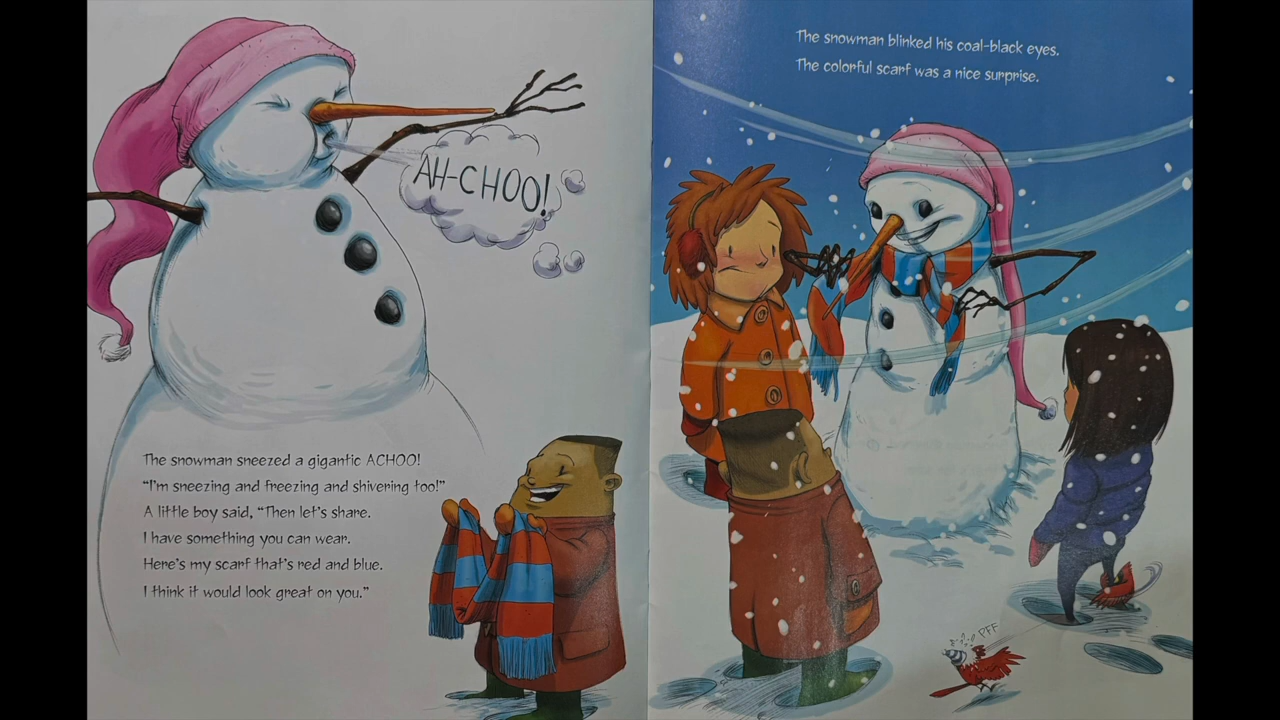 AH-CHOO!
The snowman sneezed a gigantic ACHOO!
“I’m sneezing and freezing and shivering too!”
A little boy said, “Then let’s share.
I have something you can wear.
Here’s my scarf that’s red and blue.
I think it would look great on you.”
The snowman blinked his coal-black eyes.
The colorful scarf was a nice surprise.
PFF